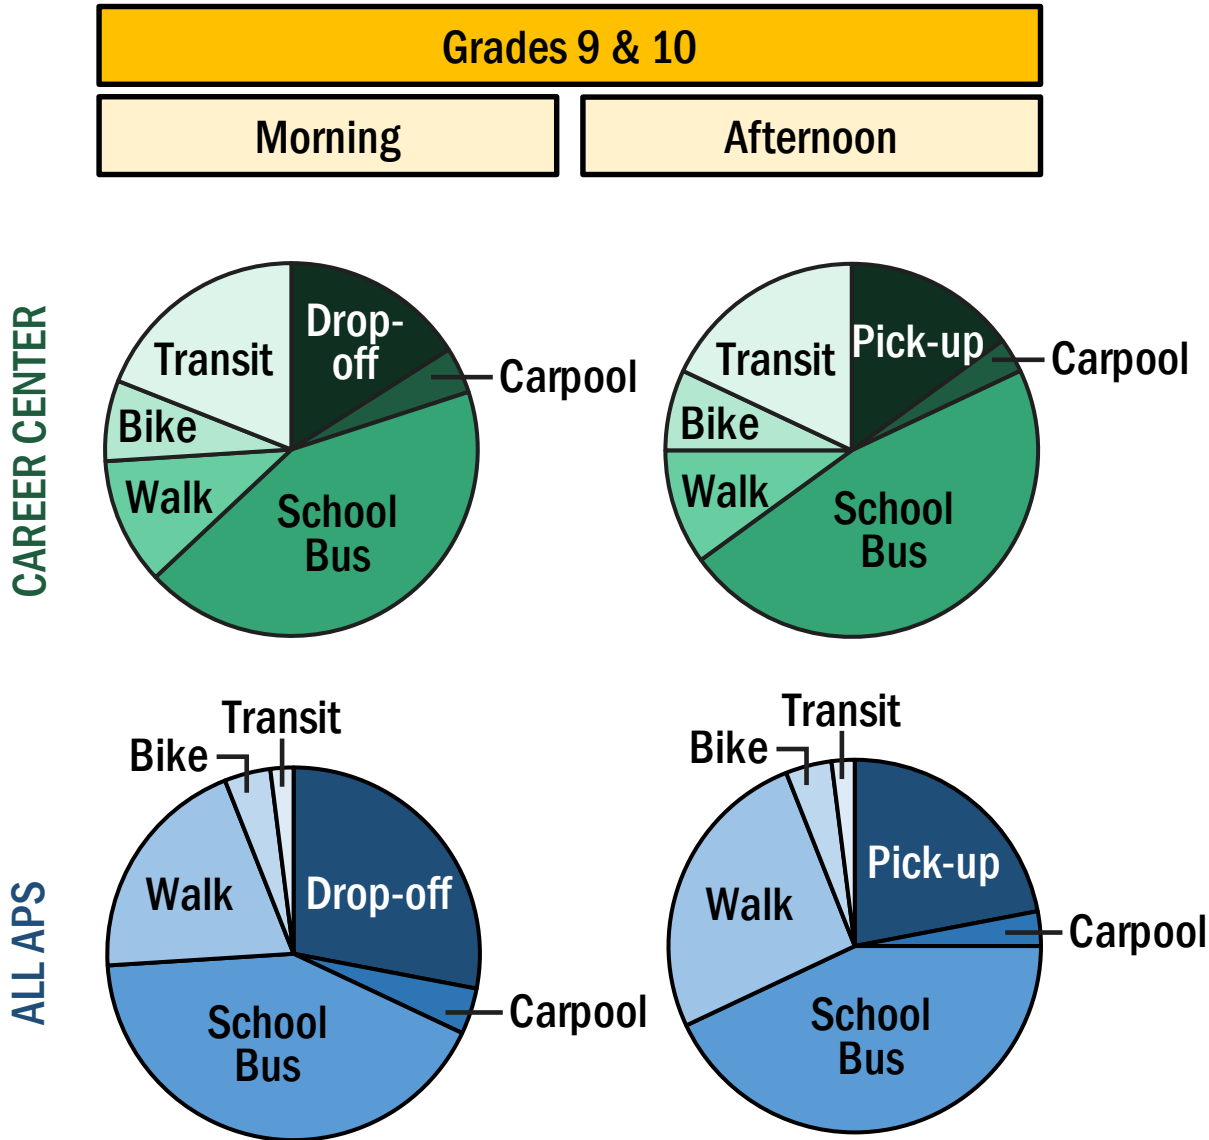 Grades 9 & 10
Morning
Afternoon
CAREER CENTER
Transit
Drop-
off
Carpool
Bike
Walk
School
Bus
Transit
Pick-up
Carpool
Bike
Walk
School
Bus
ALL APS
Transit
Bike
Walk
Drop-off
Carpool
School
Bus
Transit
Bike
Walk
Pick-up
Carpool
School
Bus